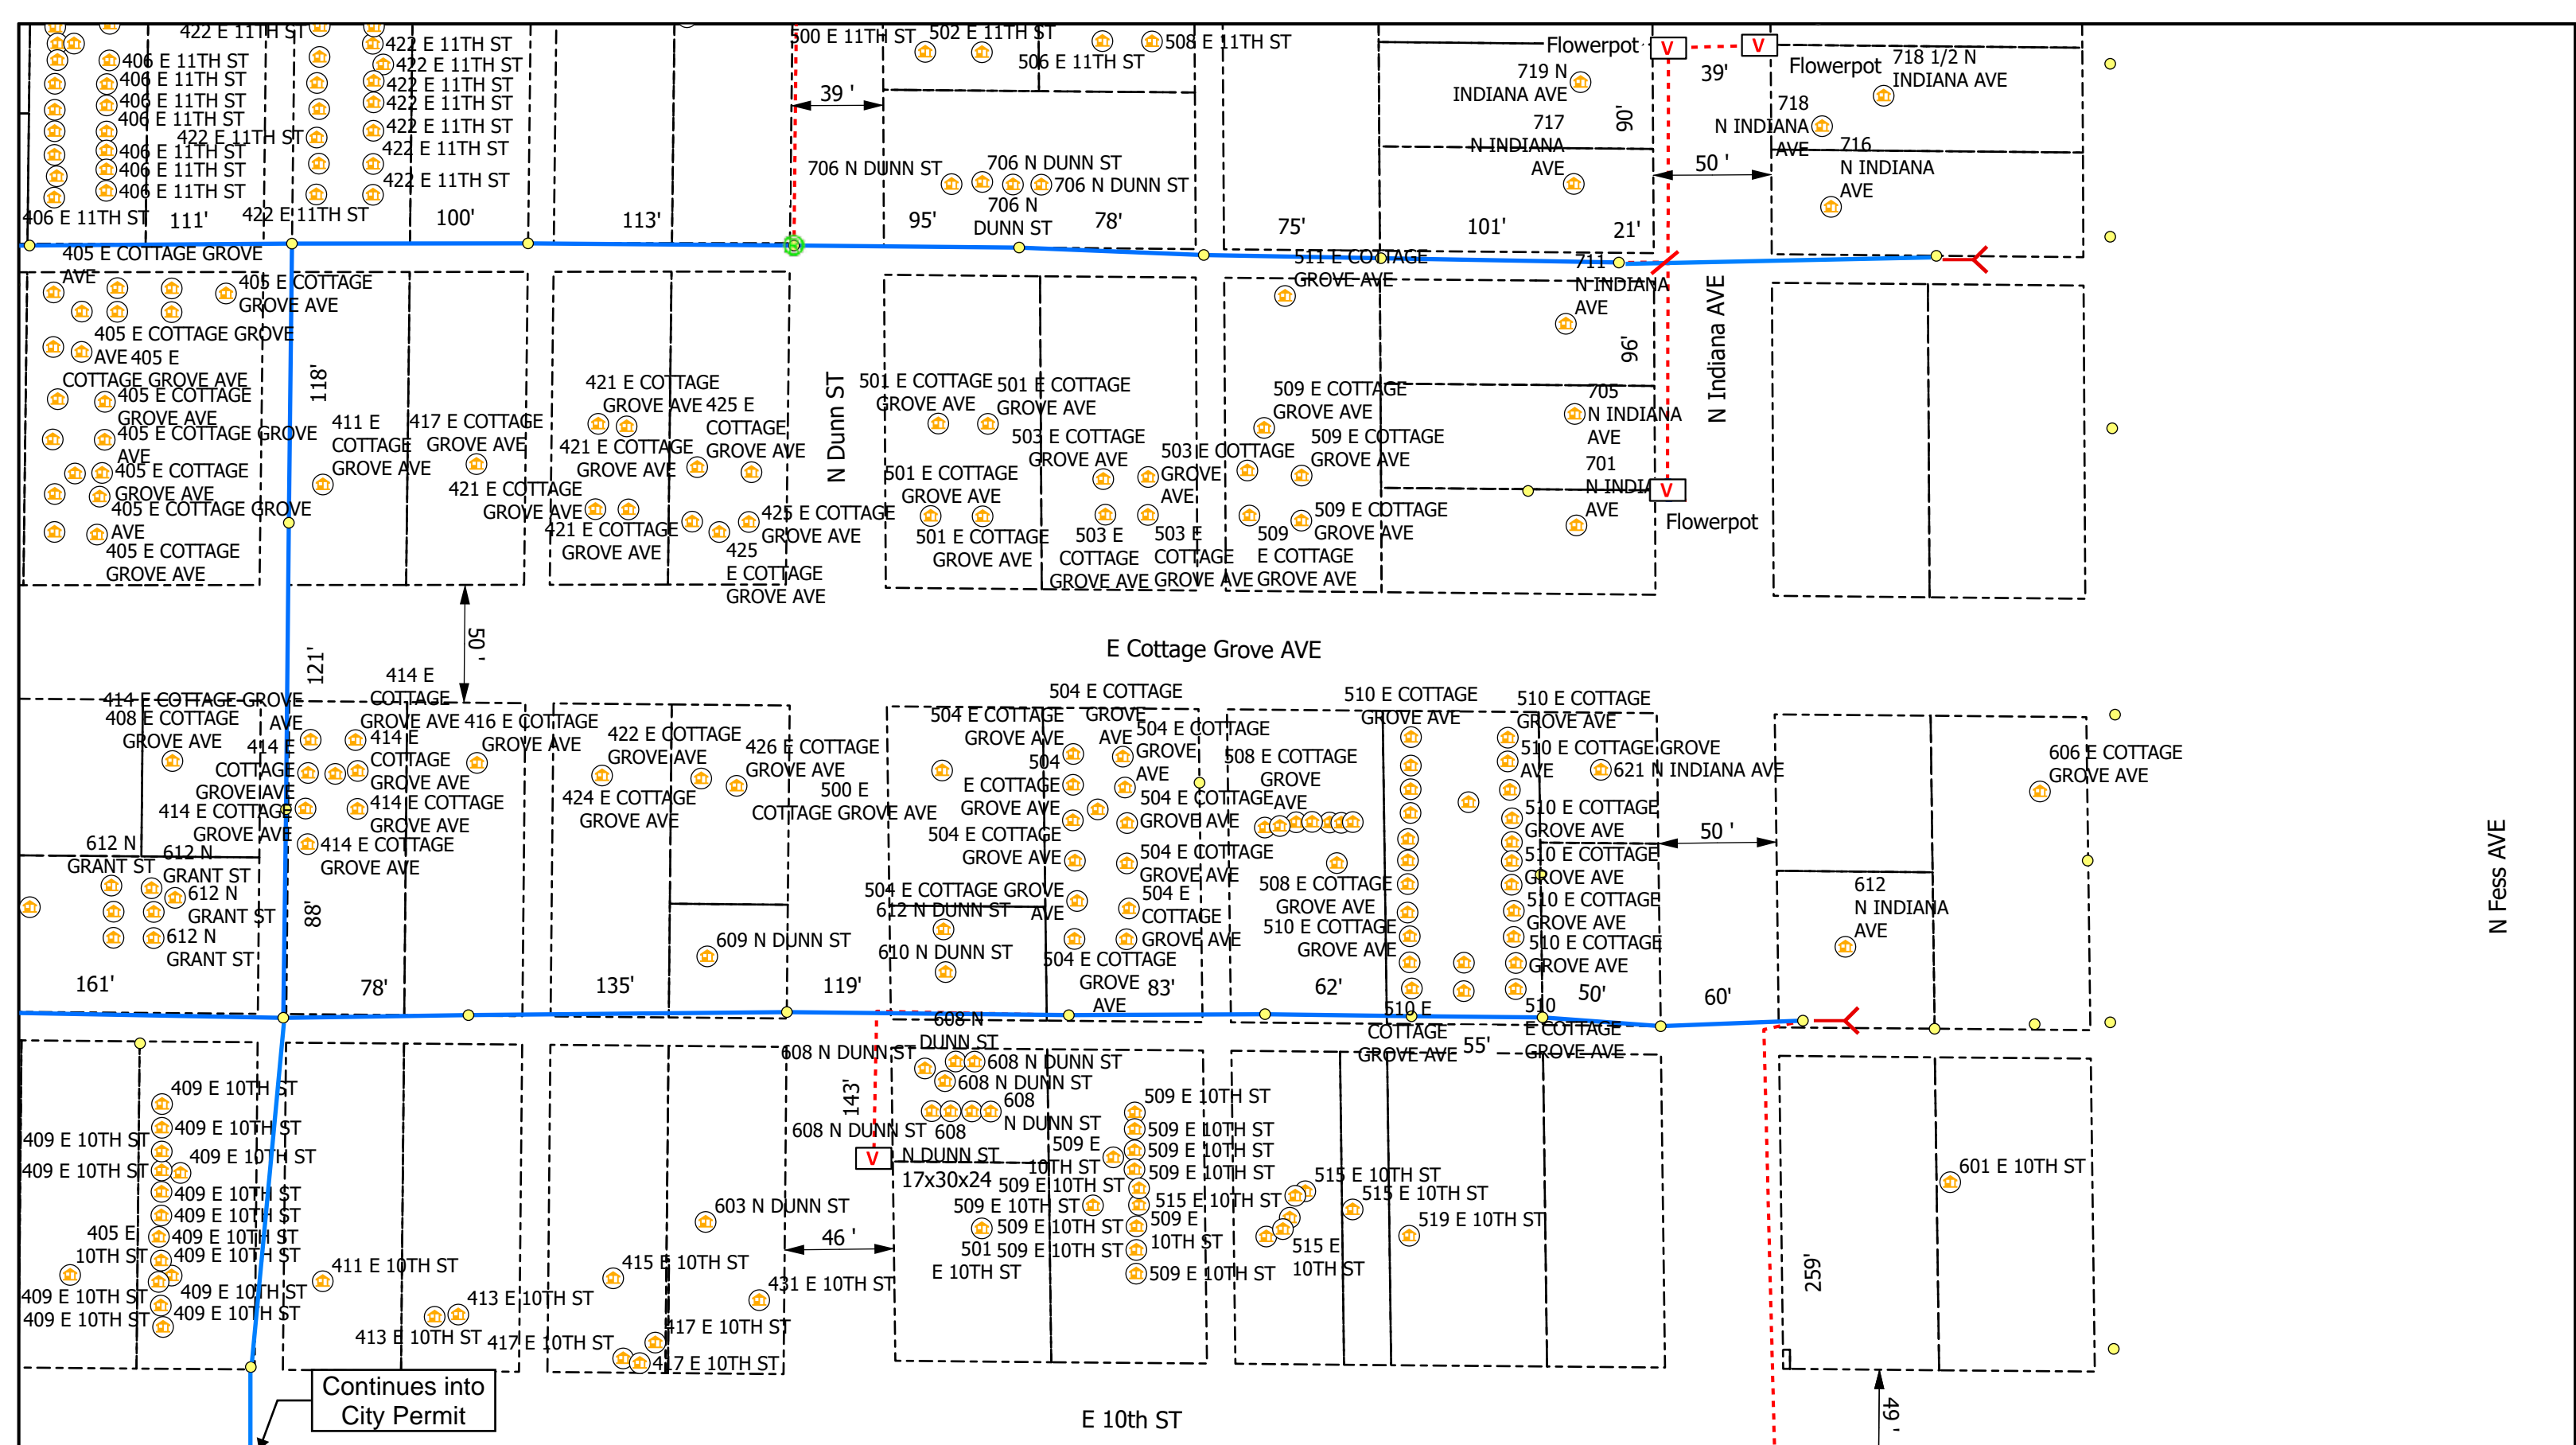 422 E 11TH ST
422 E 11TH ST
500 E 11TH ST
502 E 11TH ST
508 E 11TH ST
506 E 11TH ST
Flowerpot
V
V
39'
Flowerpot
718 1/2 N
INDIANA AVE
406 E 11TH ST
422 E 11TH ST
406 E 11TH ST
422 E 11TH ST
406 E 11TH ST
422 E 11TH ST
406 E 11TH ST
422 E 11TH ST
422 E 11TH ST
406 E 11TH ST
422 E 11TH ST
406 E 11TH ST
406 E 11TH ST
422 E 11TH ST
406 E 11TH ST
422 E 11TH ST
39 '
719 N
INDIANA AVE
90'
717
N INDIANA
AVE
718
N INDIANA
AVE
716
N INDIANA
AVE
50 '
706 N DUNN ST
706 N DUNN ST
706 N DUNN ST
706 N
DUNN ST
111'
100'
113'
95'
78'
75'
101'
21'
405 E COTTAGE GROVE
AVE
405 E COTTAGE
GROVE AVE
405 E COTTAGE GROVE
AVE
405 E
COTTAGE GROVE AVE
405 E COTTAGE
GROVE AVE
405 E COTTAGE GROVE
AVE
405 E COTTAGE
GROVE AVE
405 E COTTAGE GROVE
AVE
405 E COTTAGE
GROVE AVE
118'
411 E
COTTAGE
GROVE AVE
417 E COTTAGE
GROVE AVE
421 E COTTAGE
GROVE AVE
421 E COTTAGE
GROVE AVE
421 E COTTAGE
GROVE AVE
421 E COTTAGE
GROVE AVE
425 E
COTTAGE
GROVE AVE
425 E COTTAGE
GROVE AVE
425
E COTTAGE
GROVE AVE
N Dunn ST
501 E COTTAGE
GROVE AVE
501 E COTTAGE
GROVE AVE
501 E COTTAGE
GROVE AVE
501 E COTTAGE
GROVE AVE
503 E COTTAGE
GROVE AVE
503 E COTTAGE
GROVE
AVE
503 E
COTTAGE
GROVE AVE
503 E
COTTAGE
GROVE AVE
511 E COTTAGE
GROVE AVE
509 E COTTAGE
GROVE AVE
509 E COTTAGE
GROVE AVE
509 E COTTAGE
GROVE AVE
509
E COTTAGE
GROVE AVE
711
N INDIANA
AVE
96'
705
N INDIANA
AVE
701
N INDIANA
AVE
V
Flowerpot
N Indiana AVE
50 '
E Cottage Grove AVE
121'
414 E COTTAGE GROVE
AVE
408 E COTTAGE
GROVE AVE
414 E
COTTAGE
GROVE AVE
414 E
COTTAGE
GROVE AVE
414 E
COTTAGE
GROVE AVE
414 E COTTAGE
GROVE AVE
414 E COTTAGE
GROVE AVE
414 E COTTAGE
GROVE AVE
416 E COTTAGE
GROVE AVE
422 E COTTAGE
GROVE AVE
424 E COTTAGE
GROVE AVE
426 E COTTAGE
GROVE AVE
500 E
COTTAGE GROVE AVE
504 E COTTAGE
GROVE AVE
504 E COTTAGE
GROVE
AVE
504 E COTTAGE
GROVE
AVE
504
E COTTAGE
GROVE AVE
504 E COTTAGE
GROVE AVE
504 E COTTAGE
GROVE AVE
504 E COTTAGE
GROVE AVE
504 E COTTAGE GROVE
AVE
504 E
COTTAGE
GROVE AVE
504 E COTTAGE
GROVE
AVE
508 E COTTAGE
GROVE
AVE
508 E COTTAGE
GROVE AVE
510 E COTTAGE
GROVE AVE
510 E COTTAGE
GROVE AVE
510 E COTTAGE GROVE
AVE
621 N INDIANA AVE
510 E COTTAGE
GROVE AVE
510 E COTTAGE
GROVE AVE
510 E COTTAGE
GROVE AVE
510 E COTTAGE
GROVE AVE
510 E COTTAGE
GROVE AVE
510 E
COTTAGE
GROVE AVE
510
E COTTAGE
GROVE AVE
50 '
606 E COTTAGE
GROVE AVE
612
N INDIANA
AVE
N Fess AVE
612 N
GRANT ST
612 N
GRANT ST
612 N
GRANT ST
612 N
GRANT ST
88'
612 N DUNN ST
610 N DUNN ST
609 N DUNN ST
161'
78'
135'
119'
83'
62'
50'
60'
55'
608 N
DUNN ST
608 N DUNN ST
608 N DUNN ST
608 N DUNN ST
608
N DUNN ST
608 N DUNN ST
608
N DUNN ST
143'
V
17x30x24
409 E 10TH ST
409 E 10TH ST
409 E 10TH ST
409 E 10TH ST
409 E 10TH ST
409 E 10TH ST
409 E 10TH ST
409 E 10TH ST
409 E 10TH ST
409 E 10TH ST
409 E 10TH ST
409 E 10TH ST
409 E 10TH ST
405 E
10TH ST
411 E 10TH ST
413 E 10TH ST
413 E 10TH ST
415 E 10TH ST
417 E 10TH ST
417 E 10TH ST
417 E 10TH ST
431 E 10TH ST
603 N DUNN ST
46 '
509 E 10TH ST
509 E 10TH ST
509 E
10TH ST
509 E 10TH ST
509 E 10TH ST
509 E 10TH ST
509 E 10TH ST
515 E 10TH ST
509 E 10TH ST
509 E
10TH ST
501
E 10TH ST
509 E 10TH ST
509 E 10TH ST
515 E 10TH ST
515 E 10TH ST
515 E
10TH ST
519 E 10TH ST
601 E 10TH ST
259'
49 '
Continues into
City Permit
E 10th ST